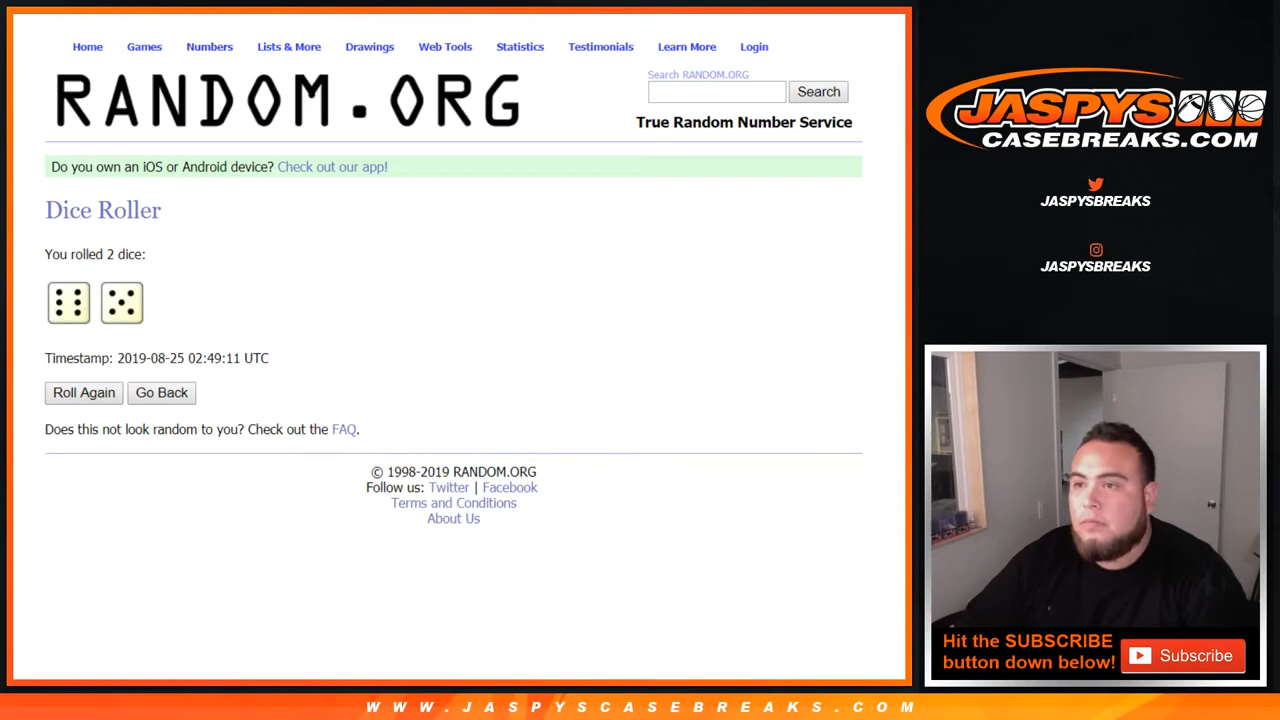 Home Games Numbers Lists & More Drawings Web Tools Statistics Testimonials Learn More Login
RANDOM.ORG
Search RANDOM.ORG
Search
True Random Number Service
Do you own an iOS or Android device? Check out our app!
Dice Roller
You rolled 2 dice:
Timestamp: 2019-08-25 02:49:11 UTC
Roll Again Go Back
Does this not look random to you? Check out the FAQ.
© 1998-2019 RANDOM.ORG
Follow us: Twitter | Facebook
Terms and Conditions
About Us
JASPYS
CASEBREAKS.COM
JASPYSBREAKS
JASPYSBREAKS
Hit the SUBSCRIBE
button down below!
Subscribe
WWW.JASPYSCASEBREAKS.COM